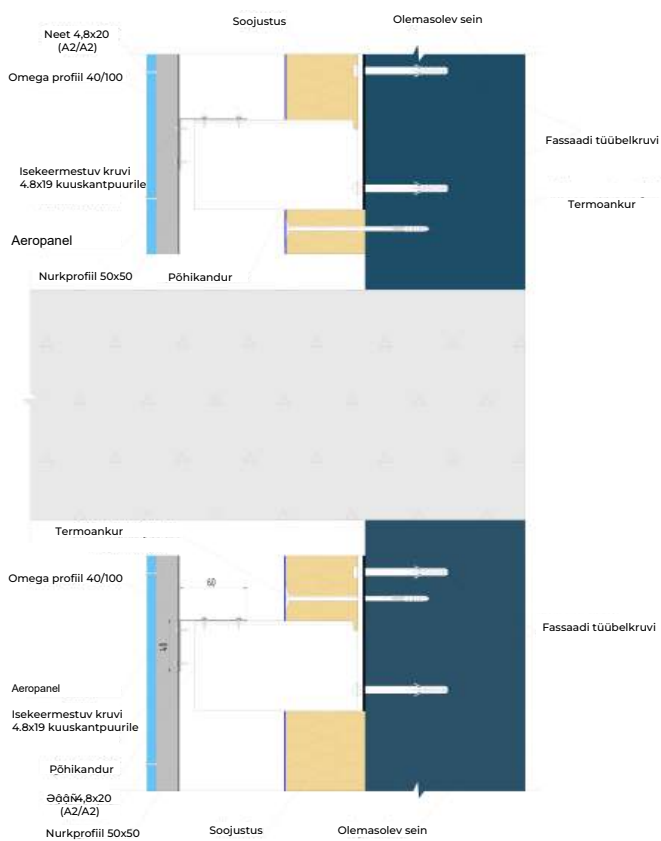 Soojustus
Olemasolev sein
Neet 4,8x20
(A2/A2)
Omega profiil 40/100
Fassaadi tüübelkruvi
Isekeermestuv kruvi
4.8x19 kuuskantpuurile
Termoankur
Aeropanel
Nurkprofiil 50x50
Põhikandur
Termoankur
Omega profiil 40/100
60
40
Fassaadi tüübelkruvi
Aeropanel
Isekeermestuv kruvi
4.8x19 kuuskantpuurile
Põhikandur
4,8x20
(A2/A2)
Nurkprofiil 50x50
Soojustus
Olemasolev sein